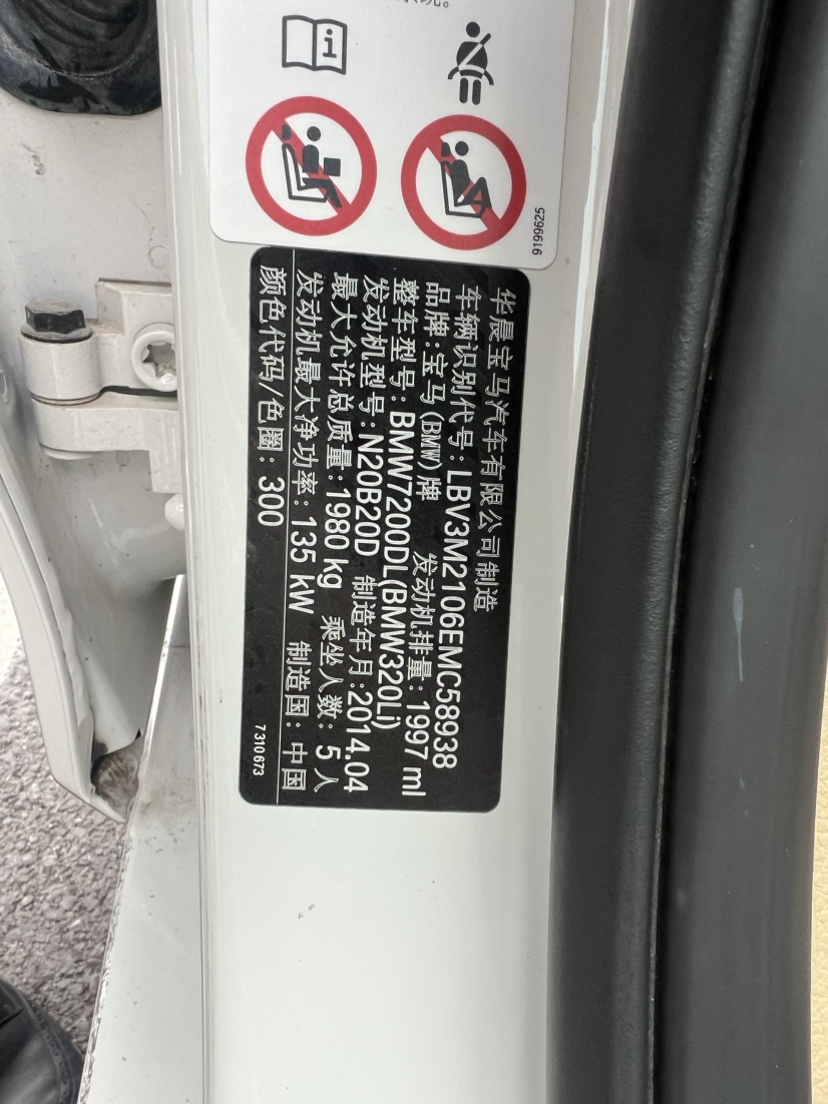 9199625
华晨宝马汽车有限公司制造
车辆识别代号:LBV3M2106EMC58938
品牌:宝马(BMW)牌 发动机排量:1997 ml
整车型号:BMW7200DL(BMW320Li)
发动机型号:N20B20D 制造年月:2014.04
最大允许总质量:1980 kg 乘坐人数:5人
发动机最大净功率:135 kW 制造国:中国
颜色代码/色圈:300
7310673